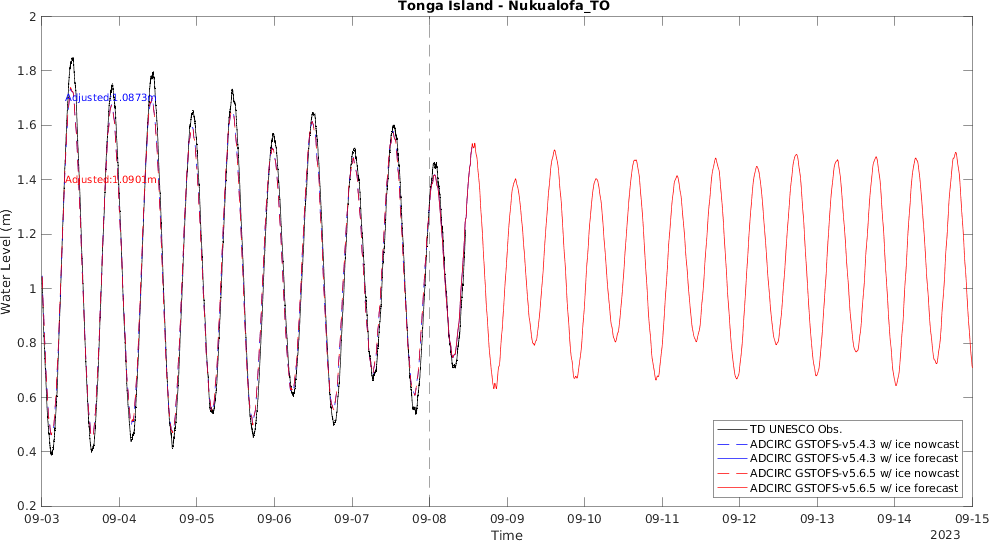 Tonga Island - Nukualofa_TO
2
1.8
1.6
1.4
1.2
1
0.8
0.6
0.4
0.2
Water Level (m)
Adjusted:1.0873m
Adjusted:1.0901m
TD UNESCO Obs.
ADCIRC GSTOFS-v5.4.3 w/ ice nowcast
ADCIRC GSTOFS-v5.4.3 w/ ice forecast
ADCIRC GSTOFS-v5.6.5 w/ ice nowcast
ADCIRC GSTOFS-v5.6.5 w/ ice forecast
09-03 09-04 09-05 09-06 09-07 09-08 09-09 09-10 09-11 09-12 09-13 09-14 09-15
Time
2023